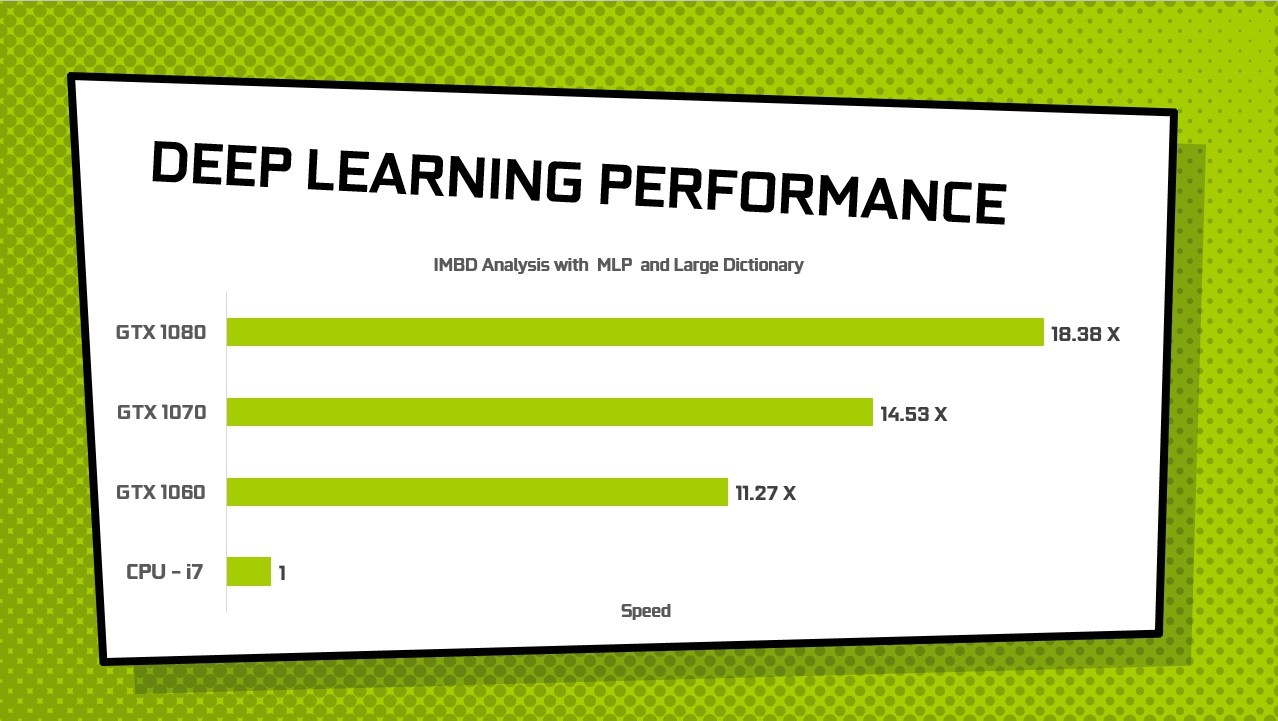 DEEP LEARNING PERFORMANCE
IMBD Analysis with MLP and Large Dictionary
GTX 1080 18.38 X
GTX 1070 14.53 X
GTX 1060 11.27 X
CPU - i7 1
Speed